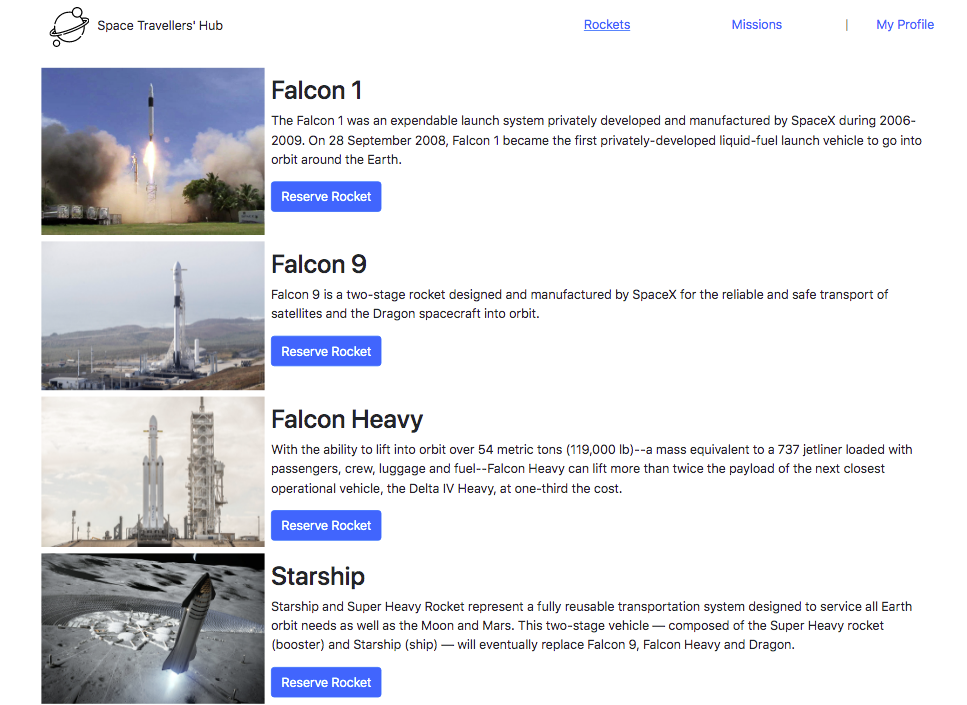 Space Travellers' Hub
Rockets
Missions
|
My Profile
Falcon 1
The Falcon 1 was an expendable launch system privately developed and manufactured by SpaceX during 2006-
2009. On 28 September 2008, Falcon 1 became the first privately-developed liquid-fuel launch vehicle to go into
orbit around the Earth.
Reserve Rocket
Falcon 9
Falcon 9 is a two-stage rocket designed and manufactured by SpaceX for the reliable and safe transport of
satellites and the Dragon spacecraft into orbit.
Reserve Rocket
Falcon Heavy
With the ability to lift into orbit over 54 metric tons (119,000 lb)--a mass equivalent to a 737 jetliner loaded with
passengers, crew, luggage and fuel--Falcon Heavy can lift more than twice the payload of the next closest
operational vehicle, the Delta IV Heavy, at one-third the cost.
Reserve Rocket
Starship
Starship and Super Heavy Rocket represent a fully reusable transportation system designed to service all Earth
orbit needs as well as the Moon and Mars. This two-stage vehicle — composed of the Super Heavy rocket
(booster) and Starship (ship) — will eventually replace Falcon 9, Falcon Heavy and Dragon.
Reserve Rocket